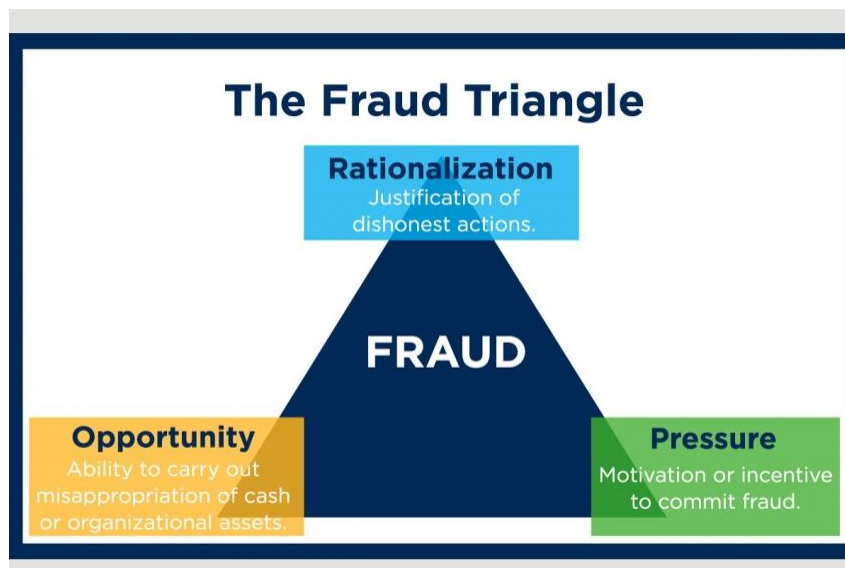 The Fraud Triangle
Rationalization
Justification of
dishonest actions.
FRAUD
Opportunity
Ability to carry out
misappropriation of cash
or organizational assets.
Pressure
Motivation or incentive
to commit fraud.